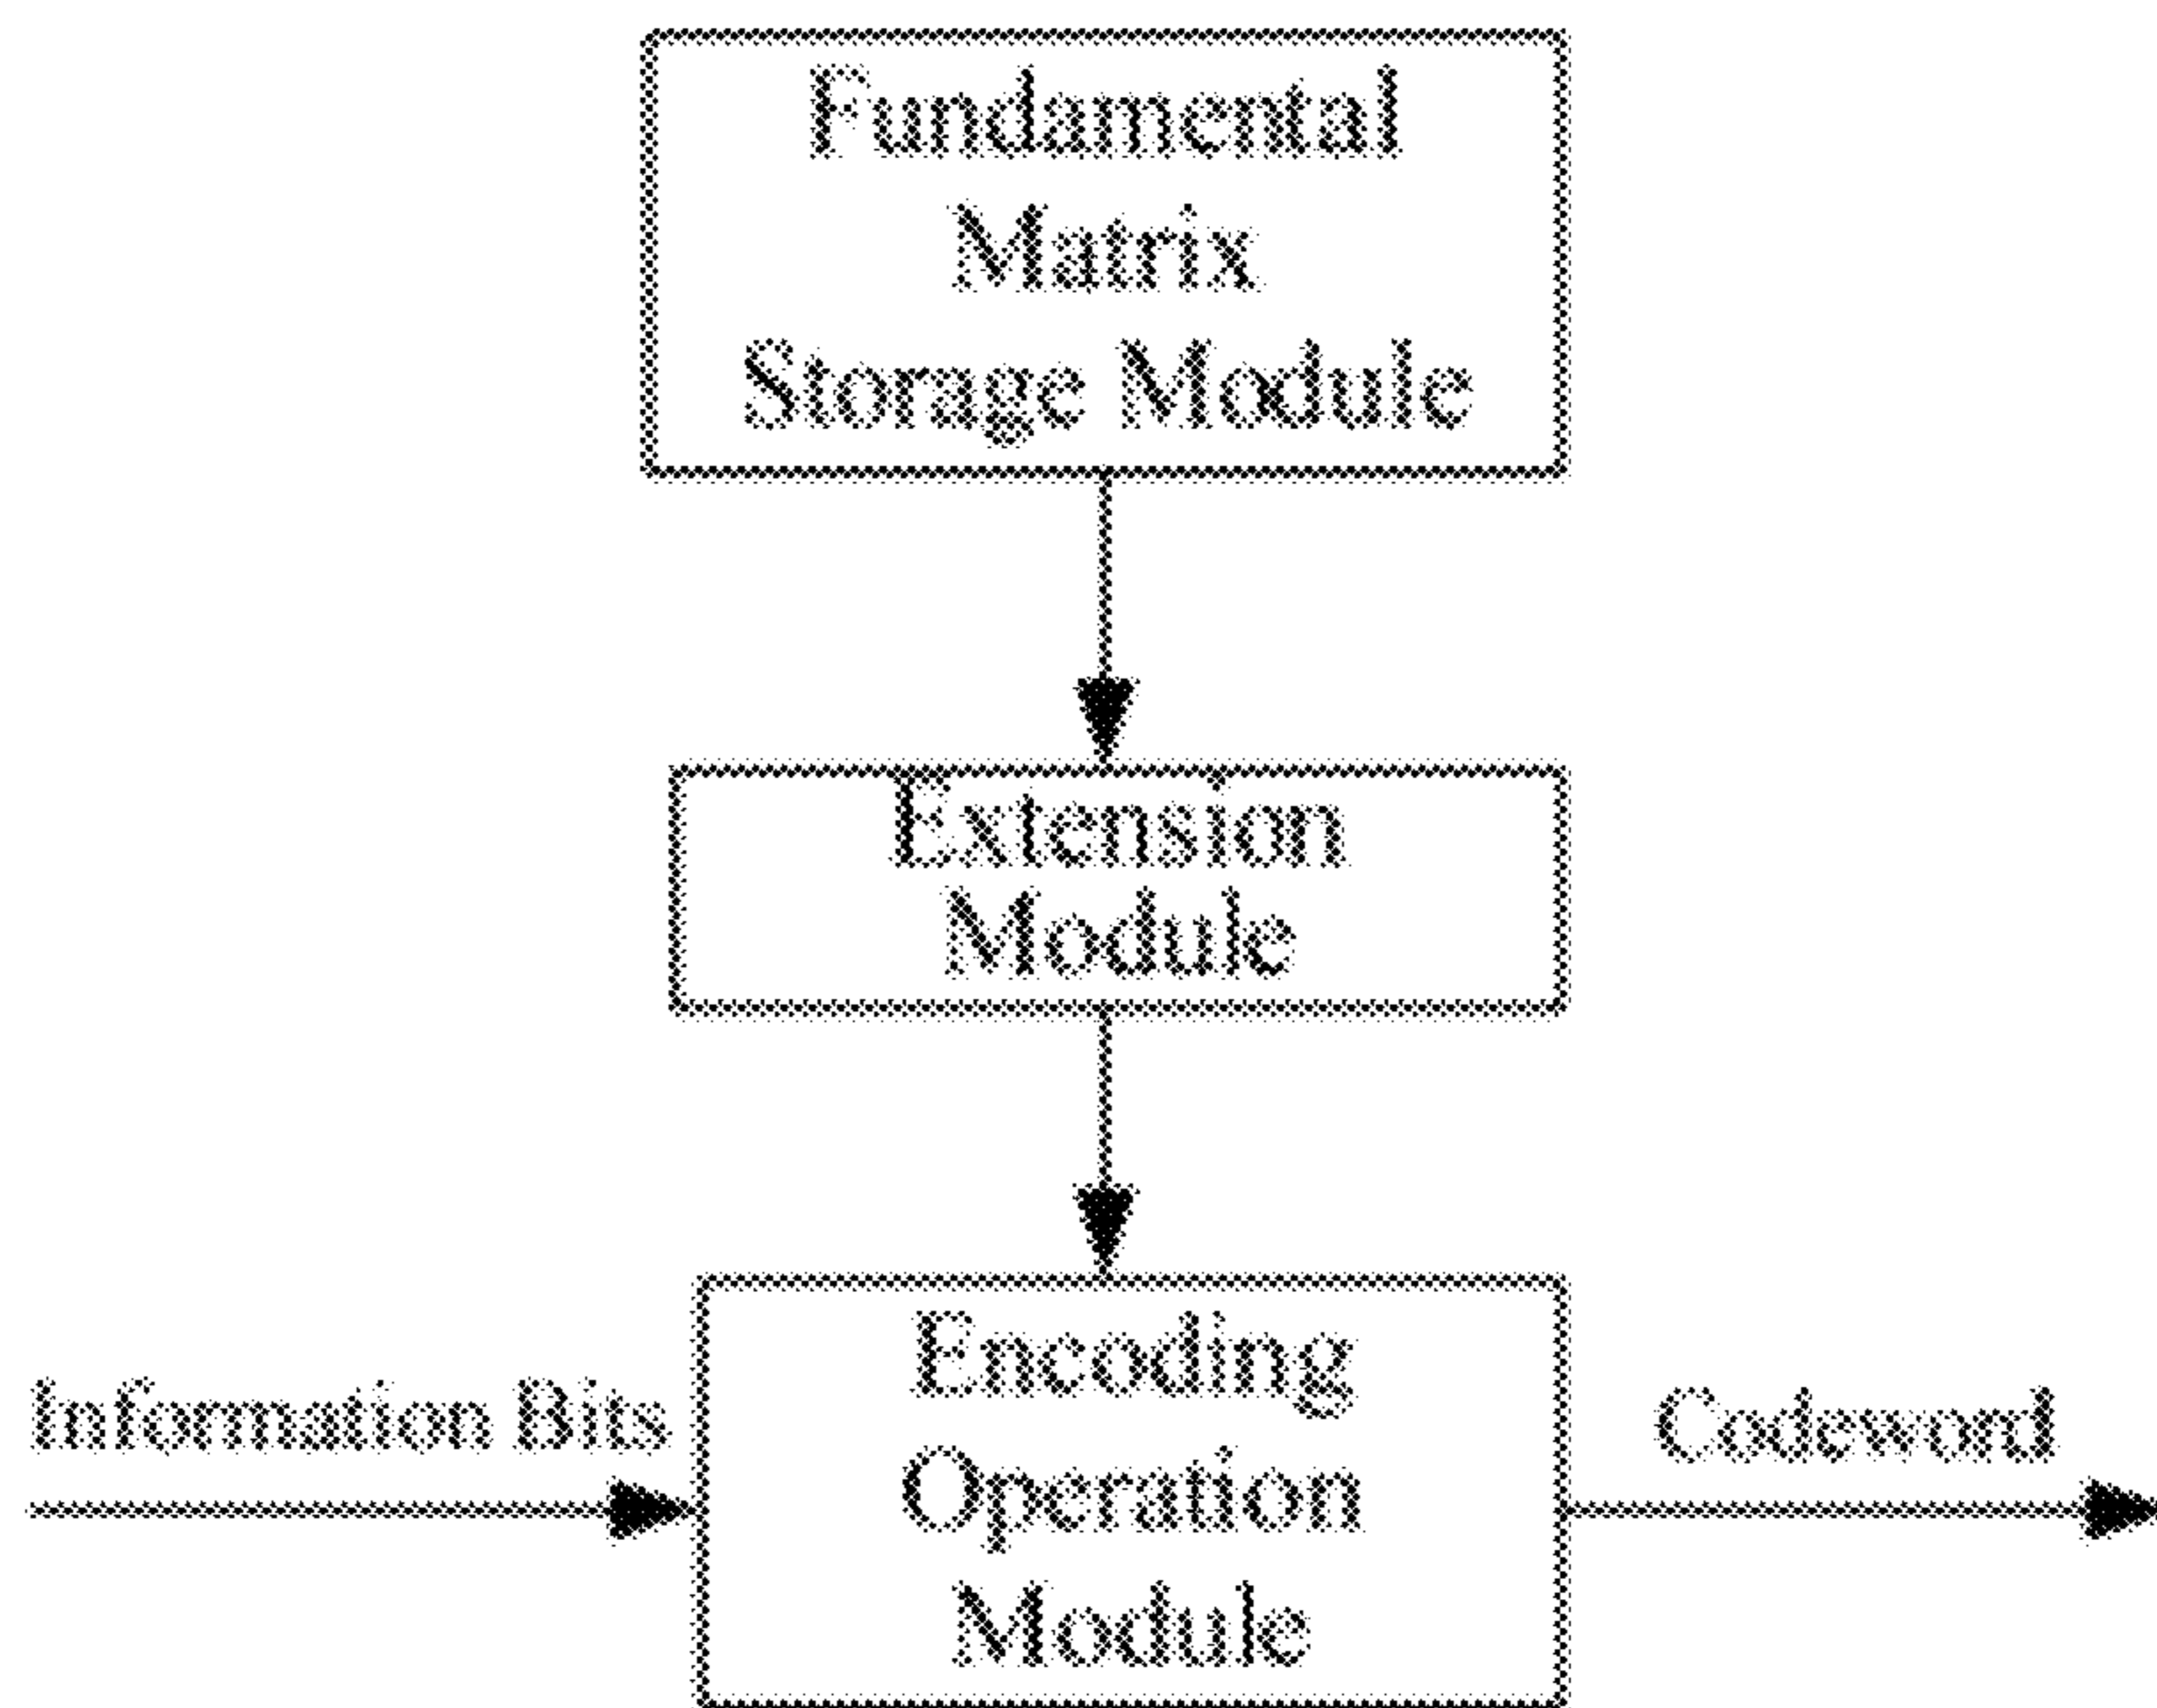 Fundamental
Matrix
Storage Module
Extension
Module
Encoding
Operation
Module
Information Bits
Codeword